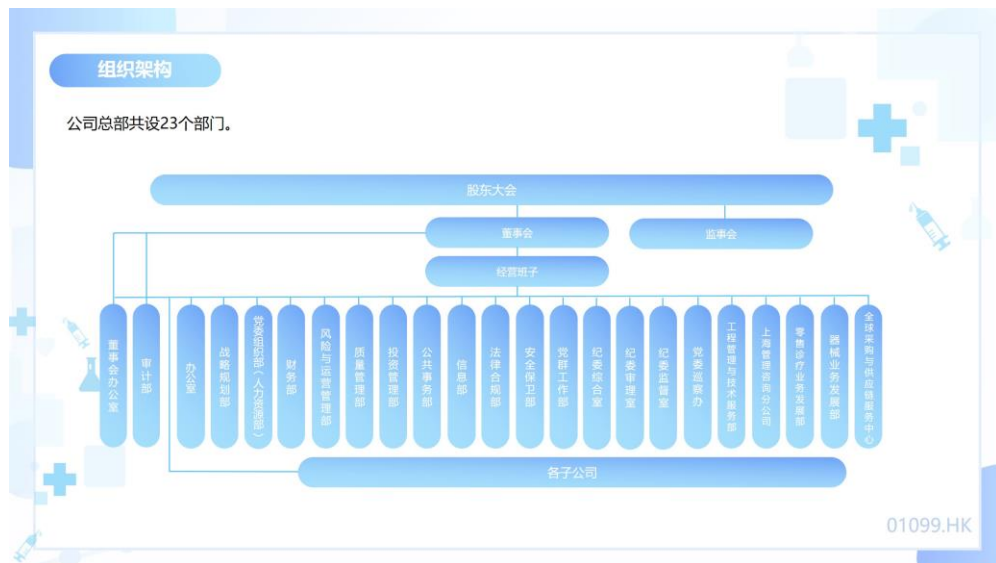 组织架构
公司总部共设23个部门。
股东大会
董事会
监事会
经营班子
董事会办公室
审计部
办公室
战略规划部
党委组织部（人力资源部）
财务部
风险与运营管理部
质量管理部
投资管理部
公共事务部
信息部
法律合规部
安全保卫部
党群工作部
纪委综合室
纪委审理室
纪委监督室
党委巡察办
工程管理与技术服务部
上海管理咨询分公司
零售诊疗业务发展部
器械业务发展部
全球采购与供应链服务中心
各子公司
01099.HK